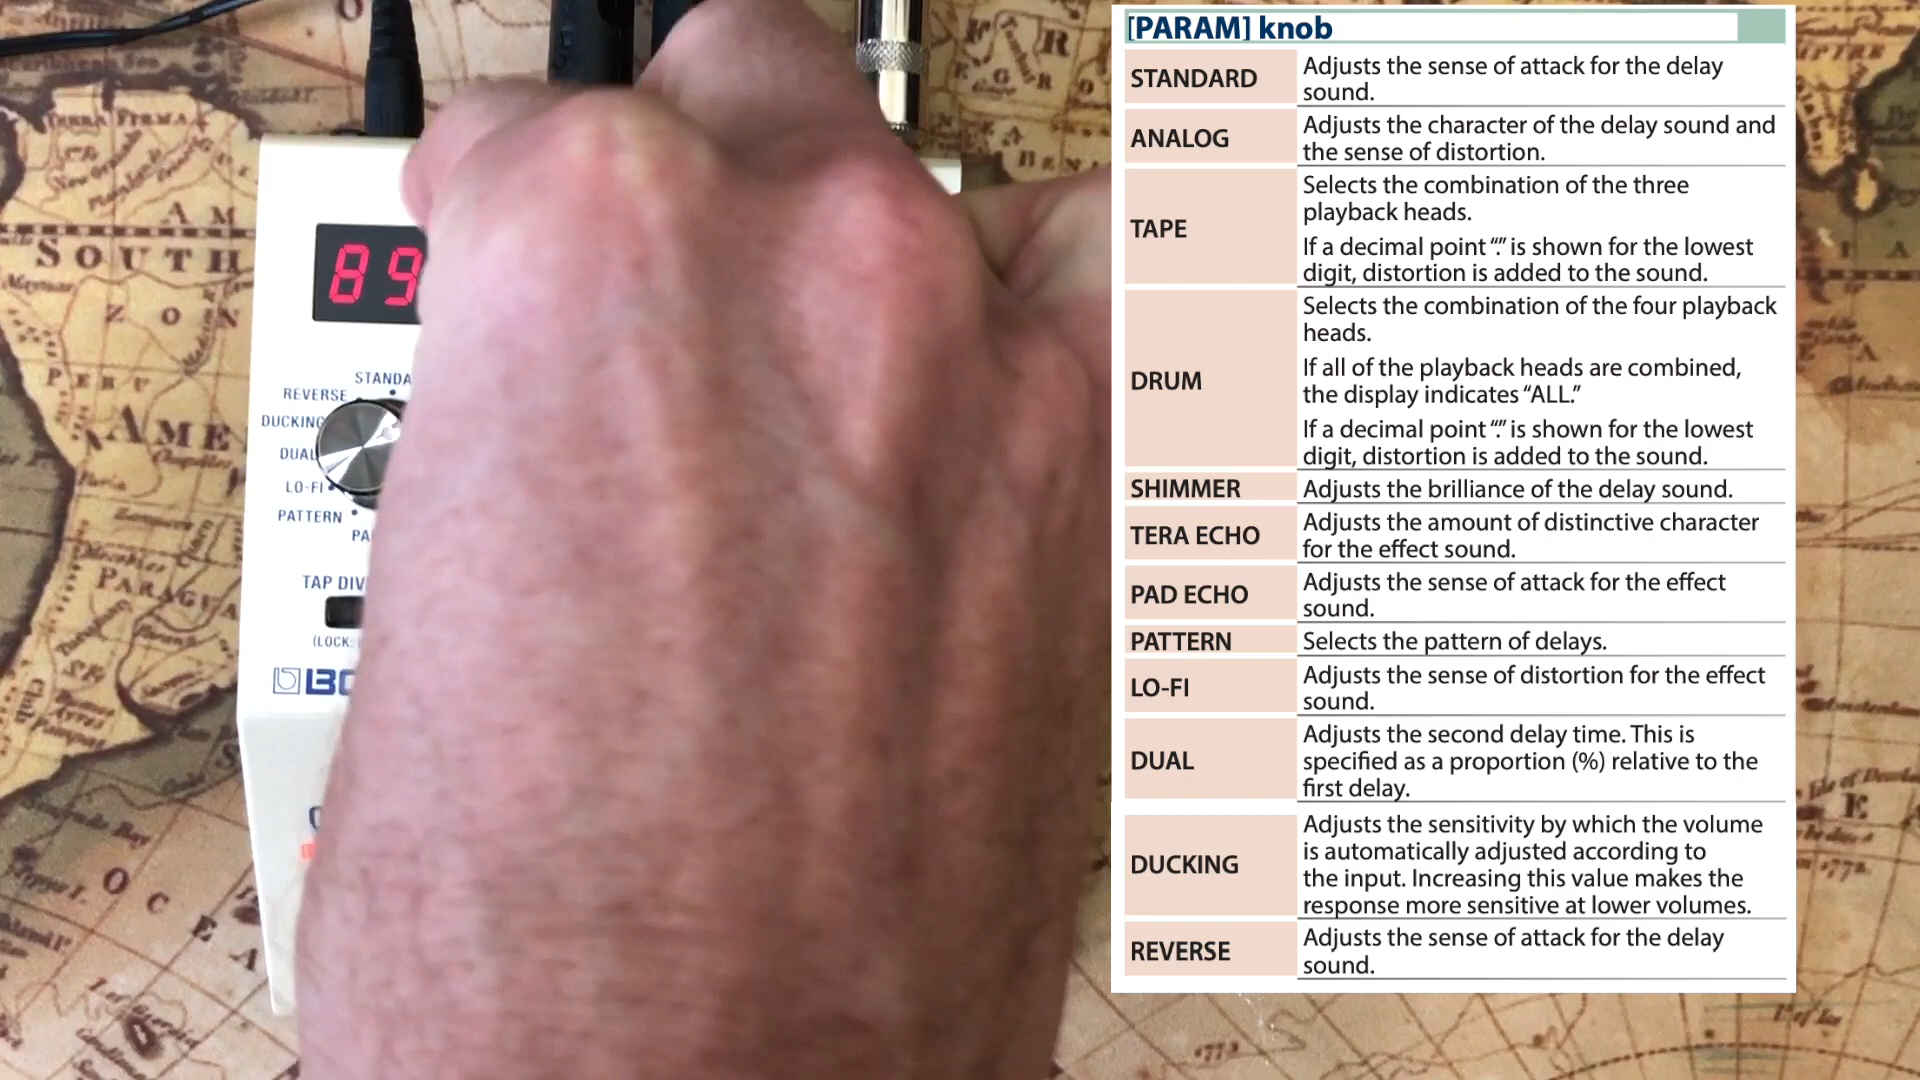 [PARAM] knob
STANDARD
Adjusts the sense of attack for the delay
sound.
ANALOG
Adjusts the character of the delay sound and
the sense of distortion.
TAPE
Selects the combination of the three
playback heads.
If a decimal point “.” is shown for the lowest
digit, distortion is added to the sound.
DRUM
Selects the combination of the four playback
heads.
If all of the playback heads are combined,
the display indicates “ALL.”
If a decimal point “.” is shown for the lowest
digit, distortion is added to the sound.
SHIMMER
Adjusts the brilliance of the delay sound.
TERA ECHO
Adjusts the amount of distinctive character
for the effect sound.
PAD ECHO
Adjusts the sense of attack for the effect
sound.
PATTERN
Selects the pattern of delays.
LO-FI
Adjusts the sense of distortion for the effect
sound.
DUAL
Adjusts the second delay time. This is
specified as a proportion (%) relative to the
first delay.
DUCKING
Adjusts the sensitivity by which the volume
is automatically adjusted according to
the input. Increasing this value makes the
response more sensitive at lower volumes.
REVERSE
Adjusts the sense of attack for the delay
sound.
89
STANDA
REVERSE
DUCKING
DUAL
LO-FI
PATTERN
PA
TAP DIV
(LOCK:
BO
SOUTH
AM
ZON
PERU
AME
PARAGUA
OCEA